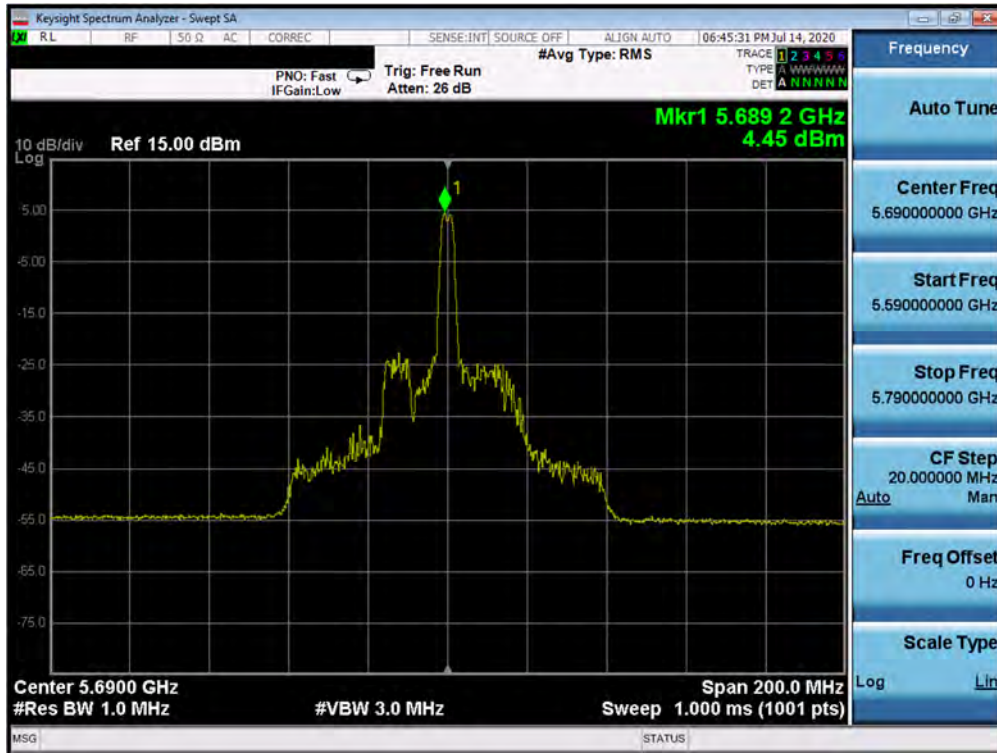 Keysight Spectrum Analyzer - Swept SA
LXI RL RF 50 Ω AC CORREC SENSE:INT SOURCE OFF ALIGN AUTO 06:45:31 PM Jul 14, 2020
#Avg Type: RMS
TRACE 1 2 3 4 5 6
PNO: Fast Trig: Free Run
TYPE A WWWWW
IFGain:Low Atten: 26 dB
DET A N N N N N
Mkr1 5.689 2 GHz
4.45 dBm
10 dB/div Ref 15.00 dBm
Log
1
5.00
-5.00
-15.0
-25.0
-35.0
-45.0
-55.0
-65.0
-75.0
Center 5.6900 GHz
Span 200.0 MHz
#Res BW 1.0 MHz
#VBW 3.0 MHz
Sweep 1.000 ms (1001 pts)
MSG
STATUS
Frequency
Auto Tune
Center Freq
5.690000000 GHz
Start Freq
5.590000000 GHz
Stop Freq
5.790000000 GHz
CF Step
20.000000 MHz
Auto Man
Freq Offset
0 Hz
Scale Type
Log Lin